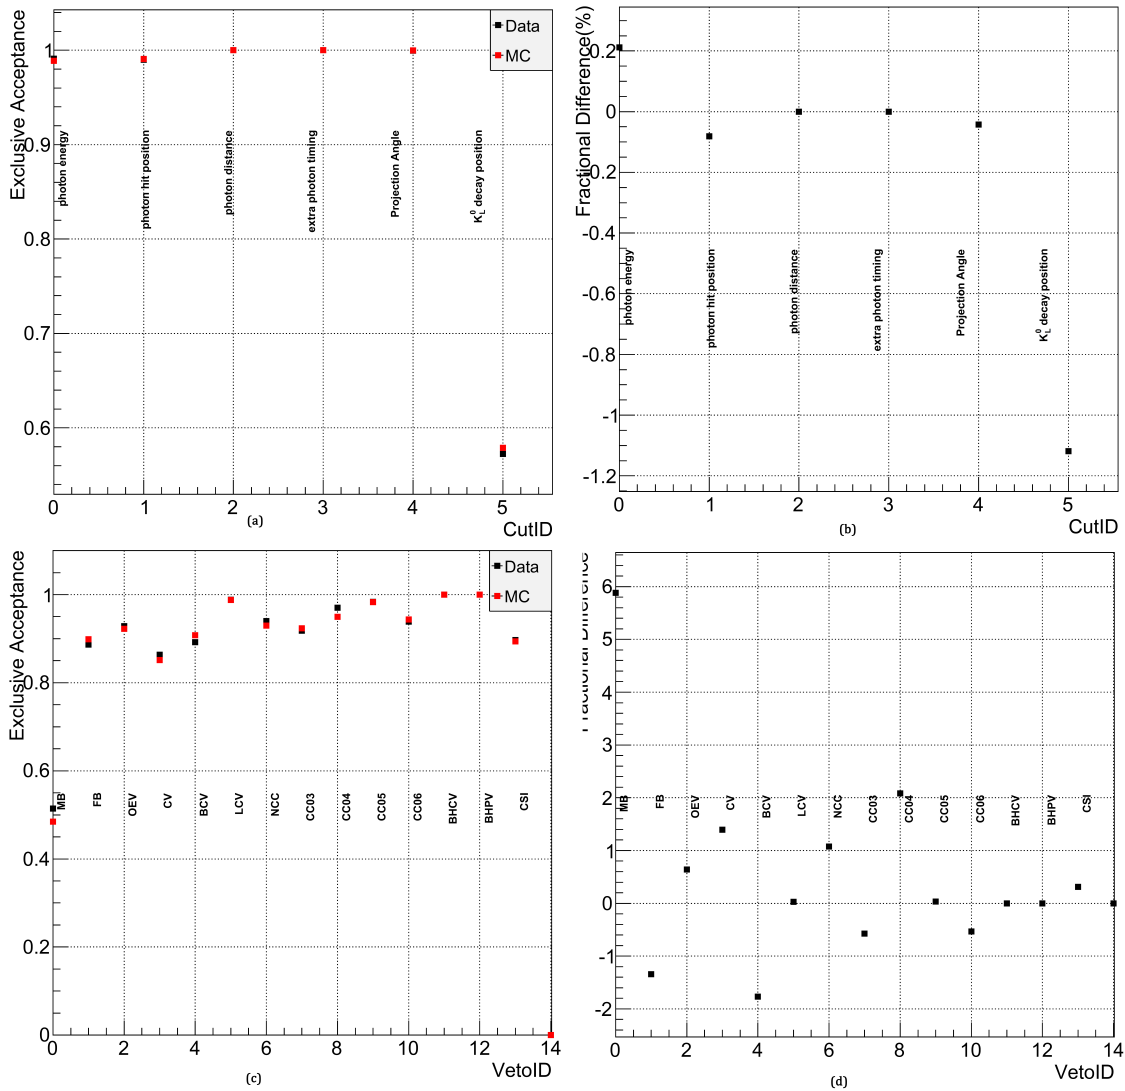 Exclusive Acceptance
Data
MC
1
0.9
0.8
0.7
0.6
photon energy
photon hit position
photon distance
extra photon timing
Projection Angle
K_L^0 decay position
0 1 2 3 4 5
(a)
CutID
Fractional Difference(%)
0.2
0
-0.2
-0.4
-0.6
-0.8
-1
-1.2
photon energy
photon hit position
photon distance
extra photon timing
Projection Angle
K_L^0 decay position
0 1 2 3 4 5
(b)
CutID
Exclusive Acceptance
Data
MC
1
0.8
0.6
0.4
0.2
0
MB FB OEV CV BCV LCV NCC CC03 CC04 CC05 CC06 BHCV BHPV CSI
0 2 4 6 8 10 12 14
(c)
VetoID
Fractional Difference
6
5
4
3
2
1
0
-1
-2
MB FB OEV CV BCV LCV NCC CC03 CC04 CC05 CC06 BHCV BHPV CSI
0 2 4 6 8 10 12 14
(d)
VetoID